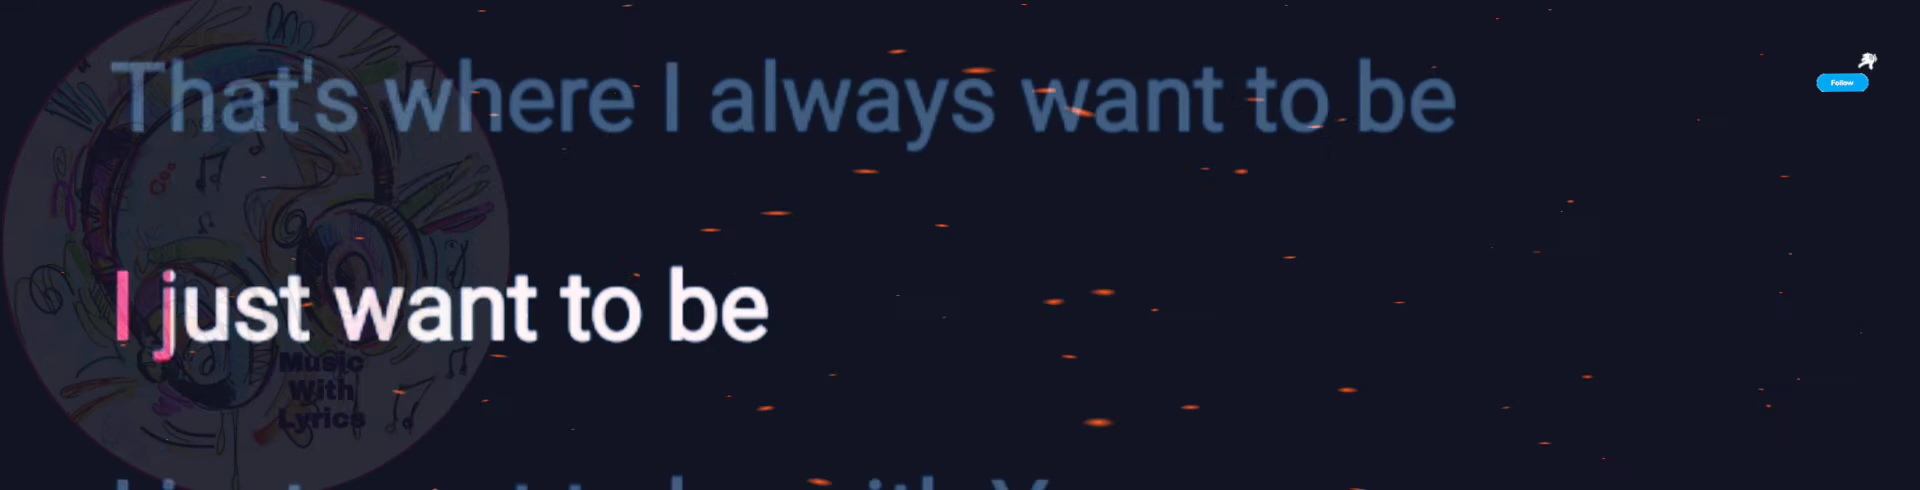 That's where I always want to be
Follow
I just want to be
Music
With
Lyrics